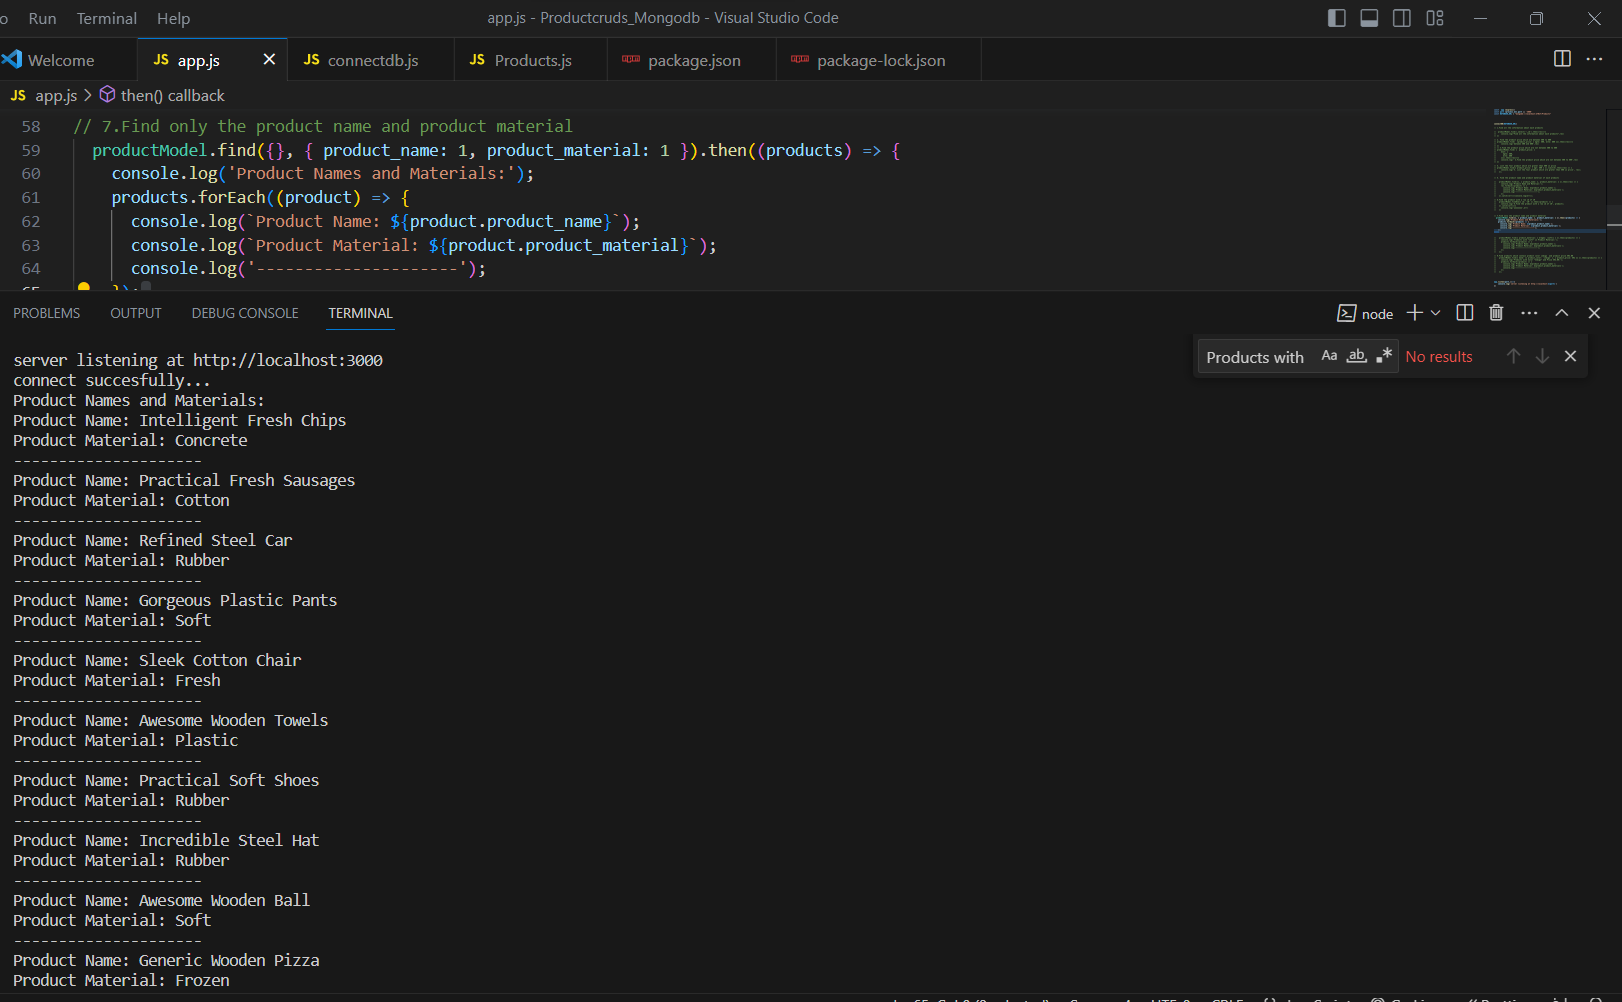 o Run Terminal Help app.js - Productcruds_Mongodb - Visual Studio Code
Welcome JS app.js JS connectdb.js JS Products.js package.json package-lock.json
JS app.js > then() callback
58 // 7.Find only the product name and product material
59 productModel.find({}, { product_name: 1, product_material: 1 }).then((products) => {
60 console.log('Product Names and Materials:');
61 products.forEach((product) => {
62 console.log(`Product Name: ${product.product_name}`);
63 console.log(`Product Material: ${product.product_material}`);
64 console.log('---------------------');
65 });
PROBLEMS OUTPUT DEBUG CONSOLE TERMINAL node
Products with Aa ab No results
server listening at http://localhost:3000
connect succesfully...
Product Names and Materials:
Product Name: Intelligent Fresh Chips
Product Material: Concrete
---------------------
Product Name: Practical Fresh Sausages
Product Material: Cotton
---------------------
Product Name: Refined Steel Car
Product Material: Rubber
---------------------
Product Name: Gorgeous Plastic Pants
Product Material: Soft
---------------------
Product Name: Sleek Cotton Chair
Product Material: Fresh
---------------------
Product Name: Awesome Wooden Towels
Product Material: Plastic
---------------------
Product Name: Practical Soft Shoes
Product Material: Rubber
---------------------
Product Name: Incredible Steel Hat
Product Material: Rubber
---------------------
Product Name: Awesome Wooden Ball
Product Material: Soft
---------------------
Product Name: Generic Wooden Pizza
Product Material: Frozen